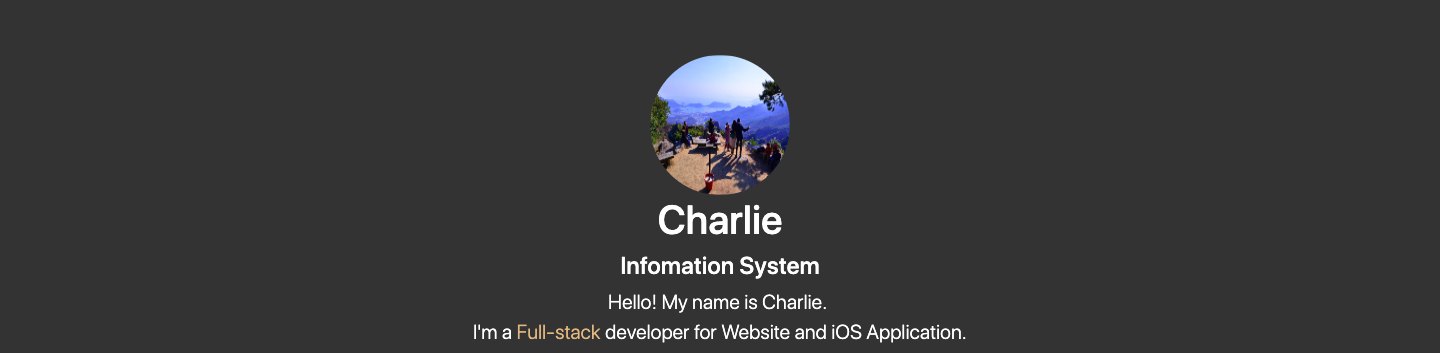 Charlie
Infomation System
Hello! My name is Charlie.
I'm a Full-stack developer for Website and iOS Application.